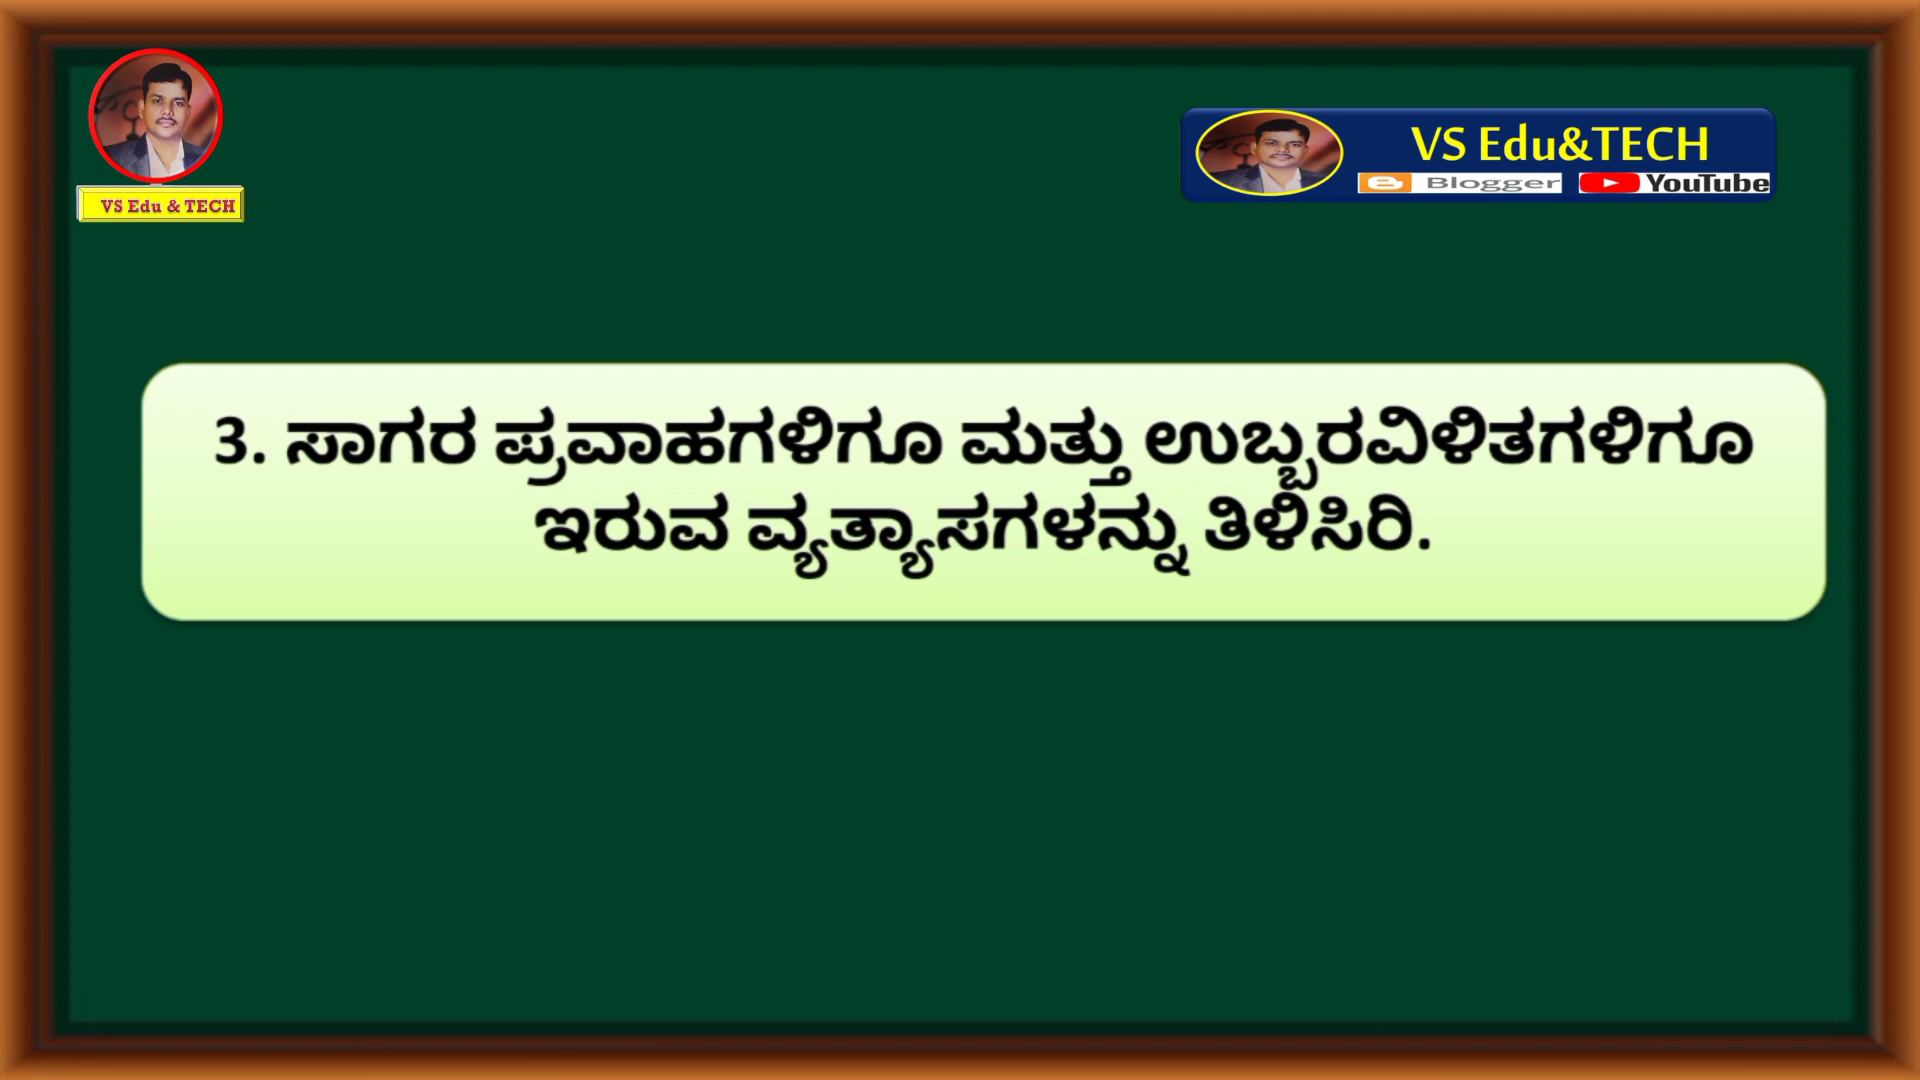 VS Edu & TECH
VS Edu&TECH
Blogger YouTube
3. ಸಾಗರ ಪ್ರವಾಹಗಳಿಗೂ ಮತ್ತು ಉಬ್ಬರವಿಳಿತಗಳಿಗೂ
ಇರುವ ವ್ಯತ್ಯಾಸಗಳನ್ನು ತಿಳಿಸಿರಿ.